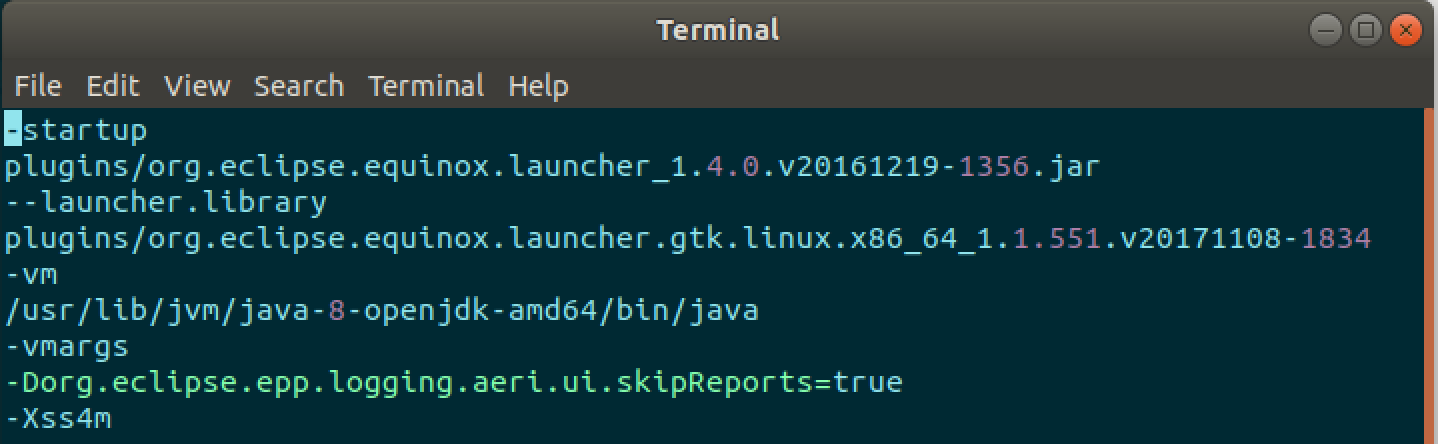 Terminal
File Edit View Search Terminal Help
-startup
plugins/org.eclipse.equinox.launcher_1.4.0.v20161219-1356.jar
--launcher.library
plugins/org.eclipse.equinox.launcher.gtk.linux.x86_64_1.1.551.v20171108-1834
-vm
/usr/lib/jvm/java-8-openjdk-amd64/bin/java
-vmargs
-Dorg.eclipse.epp.logging.aeri.ui.skipReports=true
-Xss4m